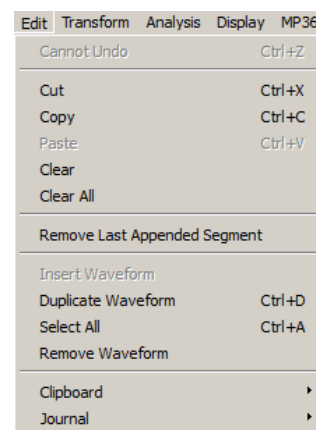 Edit Transform Analysis Display MP36
Cannot Undo Ctrl+Z
Cut Ctrl+X
Copy Ctrl+C
Paste Ctrl+V
Clear
Clear All
Remove Last Appended Segment
Insert Waveform
Duplicate Waveform Ctrl+D
Select All Ctrl+A
Remove Waveform
Clipboard
Journal